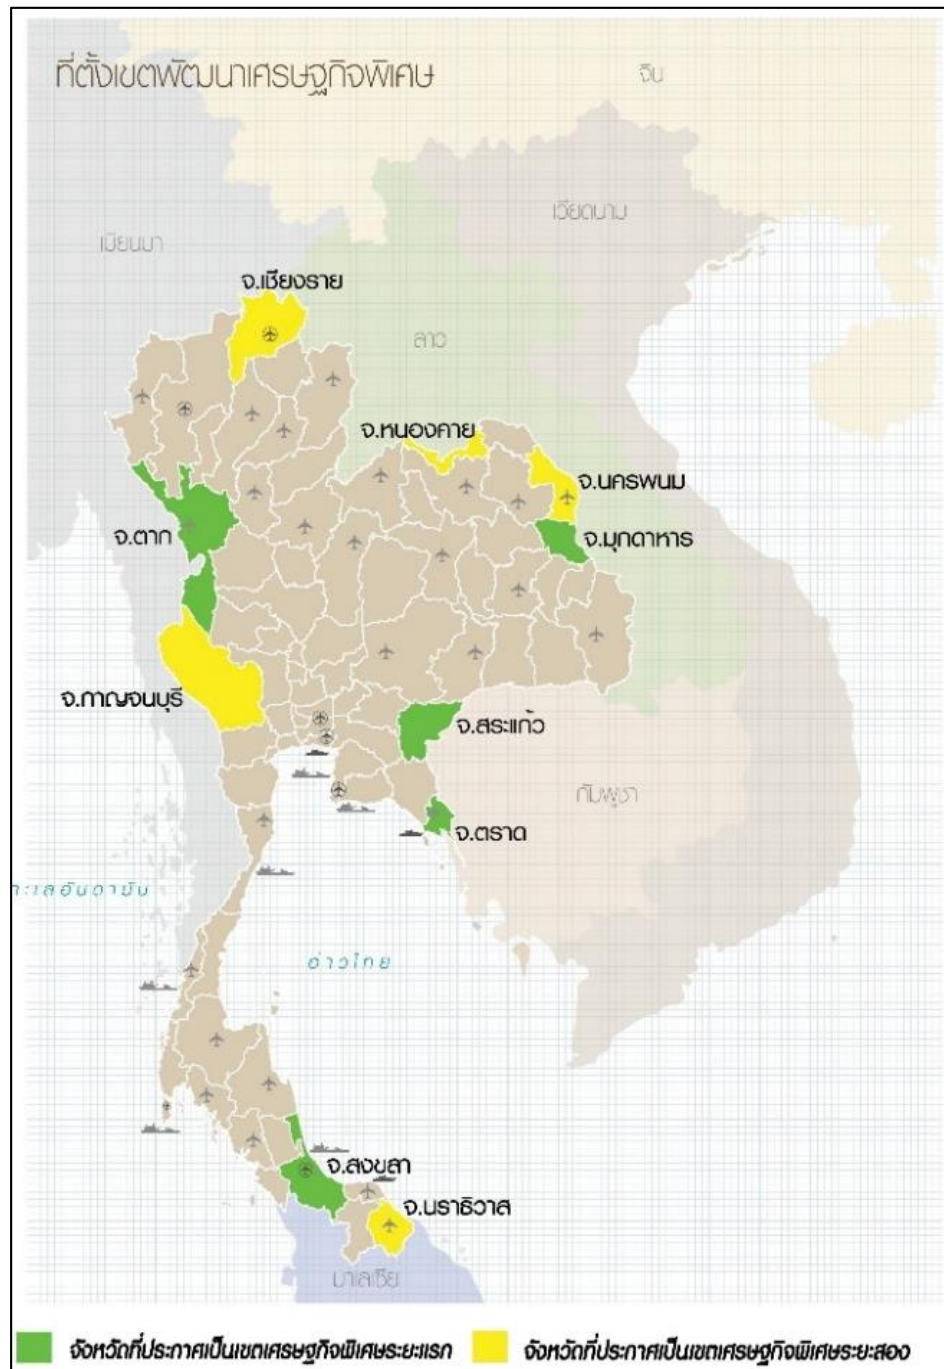 ที่ตั้งเขตพัฒนาเศรษฐกิจพิเศษ
จีน
เวียดนาม
เมียนมา
จ.เชียงราย
ลาว
จ.หนองคาย
จ.นครพนม
จ.ตาก
จ.มุกดาหาร
จ.กาญจนบุรี
จ.สระแก้ว
กัมพูชา
จ.ตราด
ทะเลอันดามัน
อ่าวไทย
จ.สงขลา
จ.นราธิวาส
มาเลเซีย
จังหวัดที่ประกาศเป็นเขตเศรษฐกิจพิเศษระยะแรก
จังหวัดที่ประกาศเป็นเขตเศรษฐกิจพิเศษระยะสอง